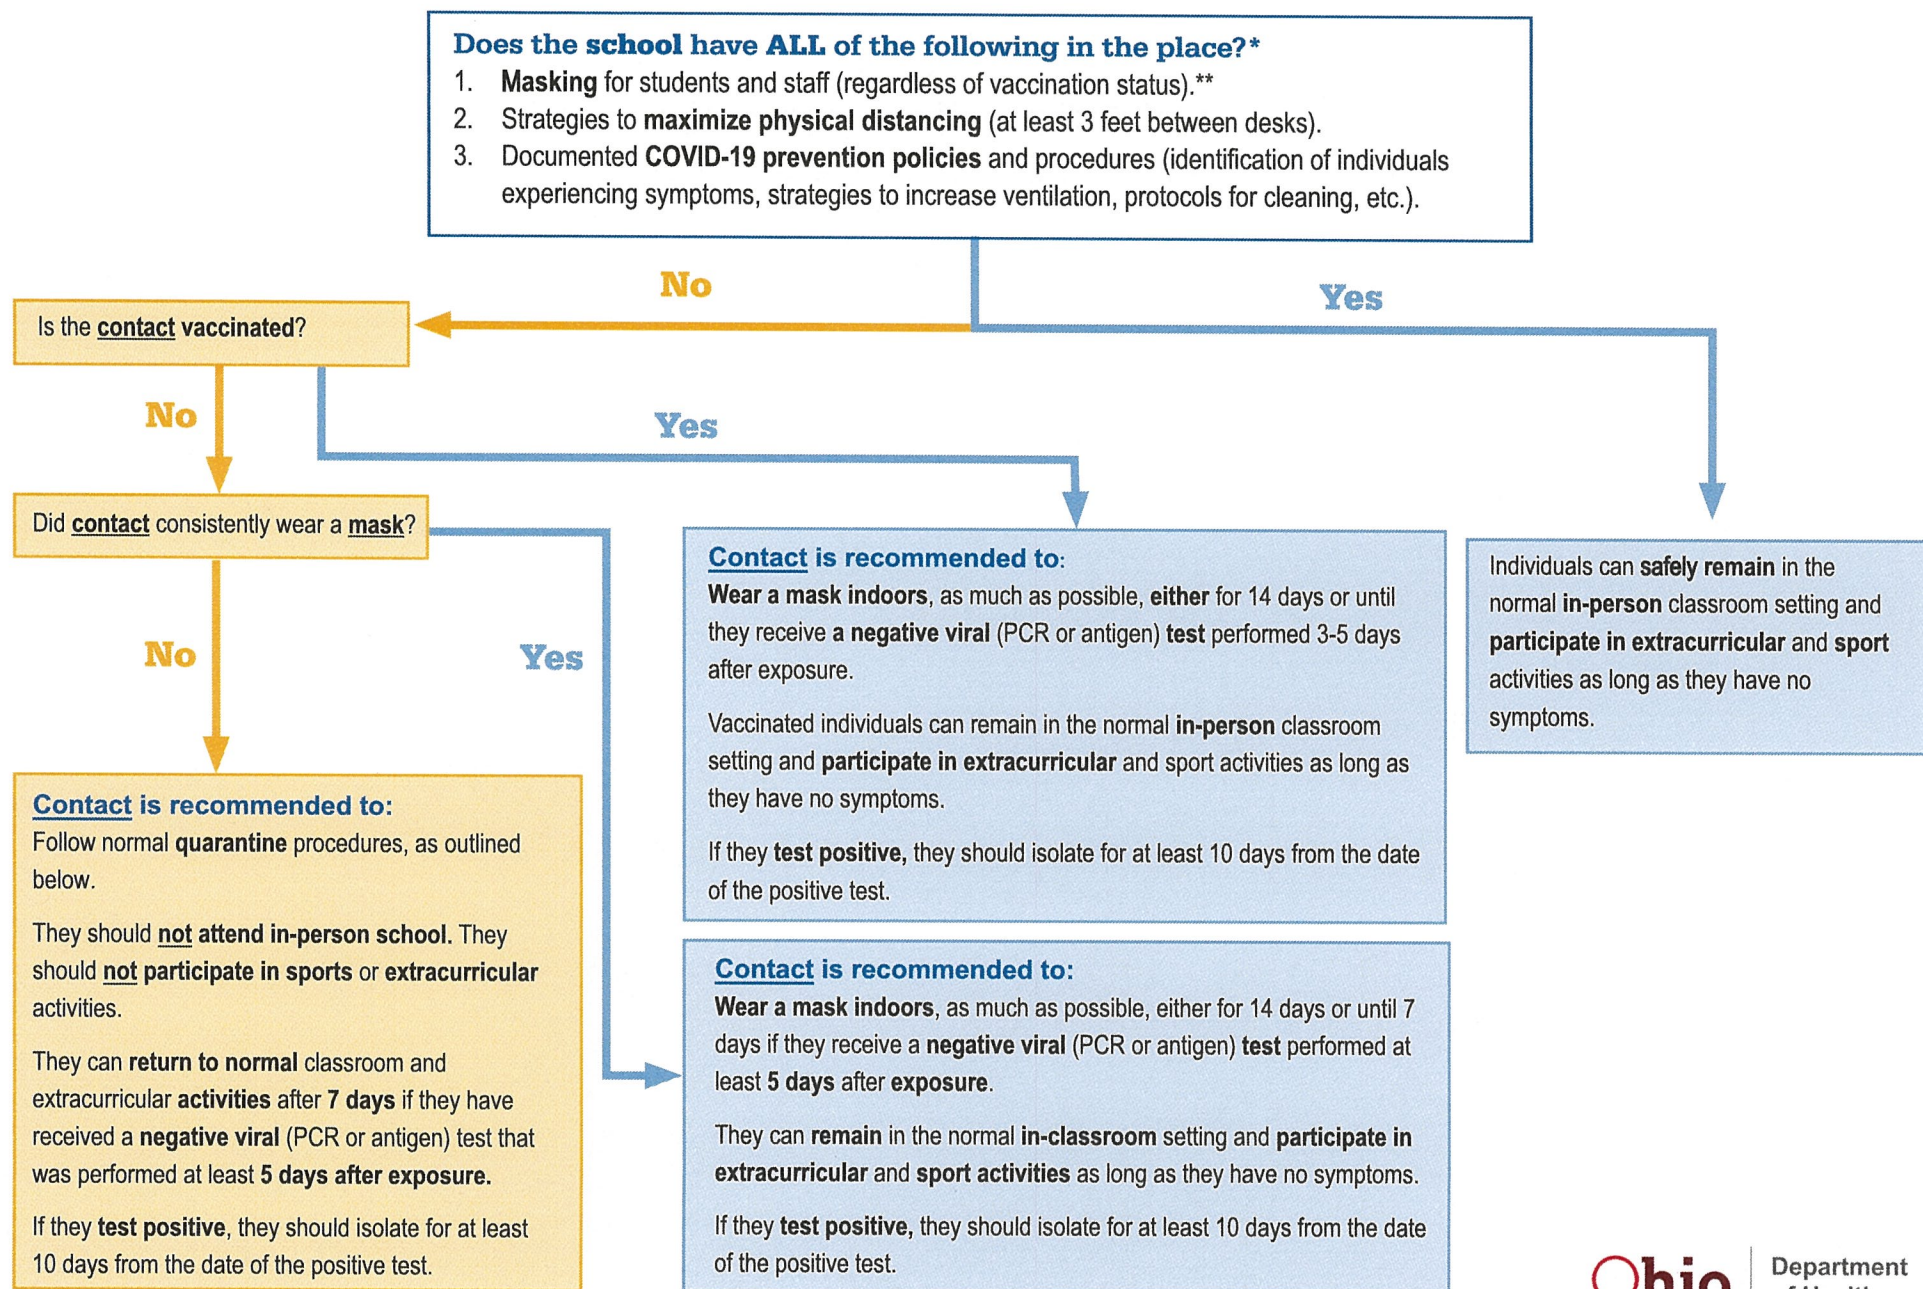 Does the school have ALL of the following in the place?*
1. Masking for students and staff (regardless of vaccination status).**
2. Strategies to maximize physical distancing (at least 3 feet between desks).
3. Documented COVID-19 prevention policies and procedures (identification of individuals
experiencing symptoms, strategies to increase ventilation, protocols for cleaning, etc.).
No
Yes
Is the contact vaccinated?
No
Yes
Did contact consistently wear a mask?
No
Yes
Contact is recommended to:
Wear a mask indoors, as much as possible, either for 14 days or until
they receive a negative viral (PCR or antigen) test performed 3-5 days
after exposure.
Vaccinated individuals can remain in the normal in-person classroom
setting and participate in extracurricular and sport activities as long as
they have no symptoms.
If they test positive, they should isolate for at least 10 days from the date
of the positive test.
Individuals can safely remain in the
normal in-person classroom setting and
participate in extracurricular and sport
activities as long as they have no
symptoms.
Contact is recommended to:
Follow normal quarantine procedures, as outlined
below.
They should not attend in-person school. They
should not participate in sports or extracurricular
activities.
They can return to normal classroom and
extracurricular activities after 7 days if they have
received a negative viral (PCR or antigen) test that
was performed at least 5 days after exposure.
If they test positive, they should isolate for at least
10 days from the date of the positive test.
Contact is recommended to:
Wear a mask indoors, as much as possible, either for 14 days or until 7
days if they receive a negative viral (PCR or antigen) test performed at
least 5 days after exposure.
They can remain in the normal in-classroom setting and participate in
extracurricular and sport activities as long as they have no symptoms.
If they test positive, they should isolate for at least 10 days from the date
of the positive test.
Ohio
Department
of Health